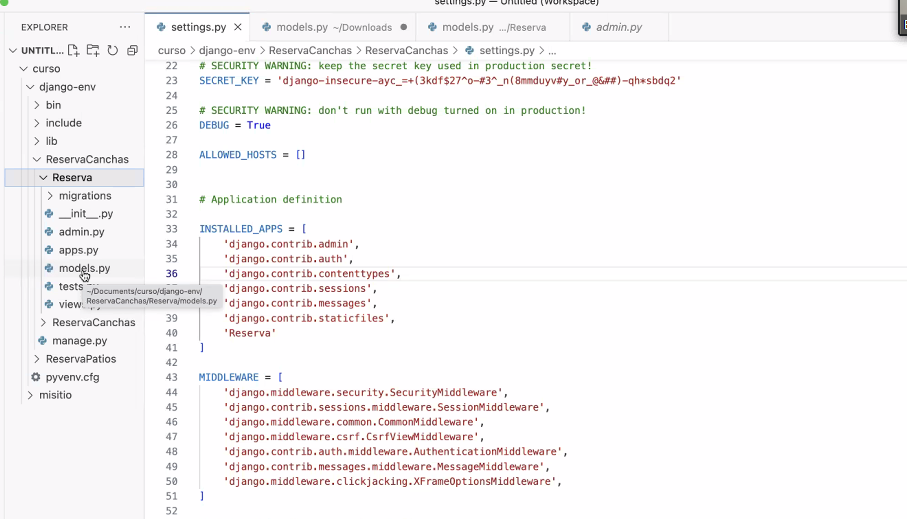 settings.py — Untitled (Workspace)
EXPLORER ...
UNTITL...
curso
django-env
bin
include
lib
ReservaCanchas
Reserva
migrations
__init__.py
admin.py
apps.py
models.py
tests
~/Documents/curso/django-env/
ReservaCanchas/Reserva/models.py
views.py
ReservaCanchas
manage.py
ReservaPatios
pyvenv.cfg
misitio
settings.py
models.py ~/Downloads
models.py .../Reserva
admin.py
curso > django-env > ReservaCanchas > ReservaCanchas > settings.py > ...
22 # SECURITY WARNING: keep the secret key used in production secret!
23 SECRET_KEY = 'django-insecure-ayc_=+(3kdf$27^o-#3^_n(8mmduyv#y_or_@&##)-qh*sbdq2'
24
25 # SECURITY WARNING: don't run with debug turned on in production!
26 DEBUG = True
27
28 ALLOWED_HOSTS = []
29
30
31 # Application definition
32
33 INSTALLED_APPS = [
34 'django.contrib.admin',
35 'django.contrib.auth',
36 'django.contrib.contenttypes',
'django.contrib.sessions',
'django.contrib.messages',
39 'django.contrib.staticfiles',
40 'Reserva'
41 ]
42
43 MIDDLEWARE = [
44 'django.middleware.security.SecurityMiddleware',
45 'django.contrib.sessions.middleware.SessionMiddleware',
46 'django.middleware.common.CommonMiddleware',
47 'django.middleware.csrf.CsrfViewMiddleware',
48 'django.contrib.auth.middleware.AuthenticationMiddleware',
49 'django.contrib.messages.middleware.MessageMiddleware',
50 'django.middleware.clickjacking.XFrameOptionsMiddleware',
51 ]
52